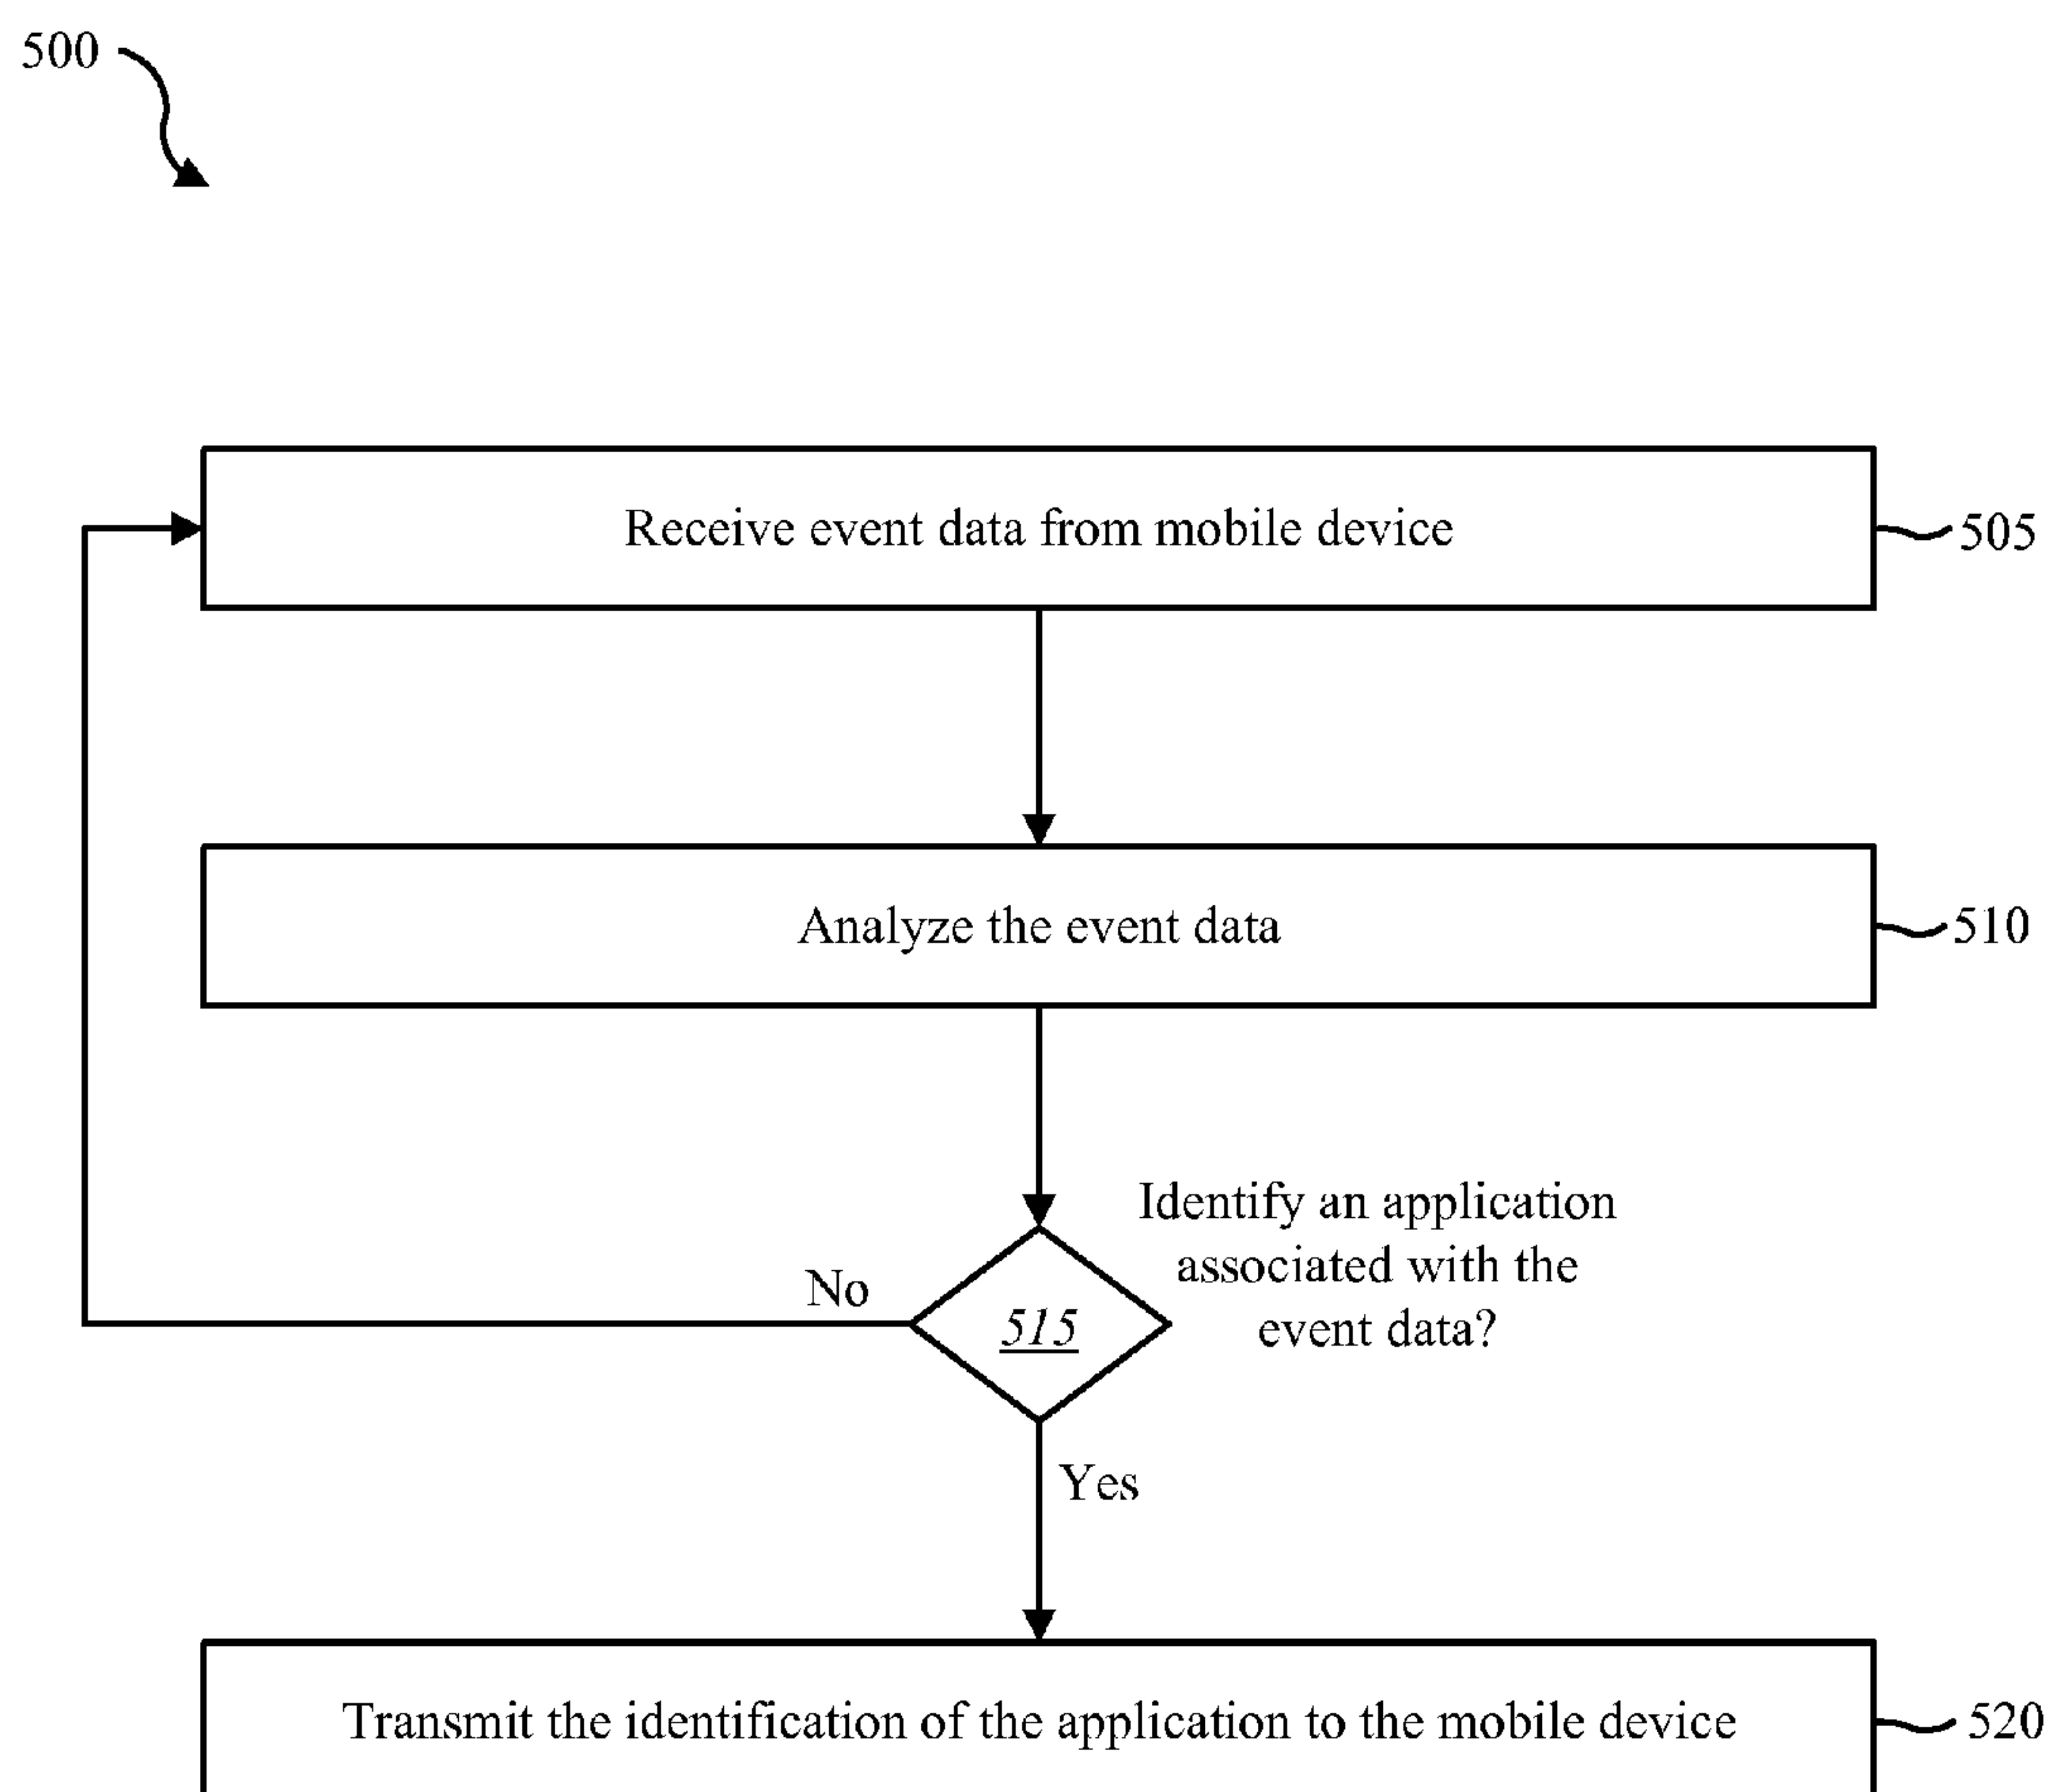 500
Receive event data from mobile device
505
Analyze the event data
510
Identify an application
associated with the
event data?
No
515
Yes
Transmit the identification of the application to the mobile device
520